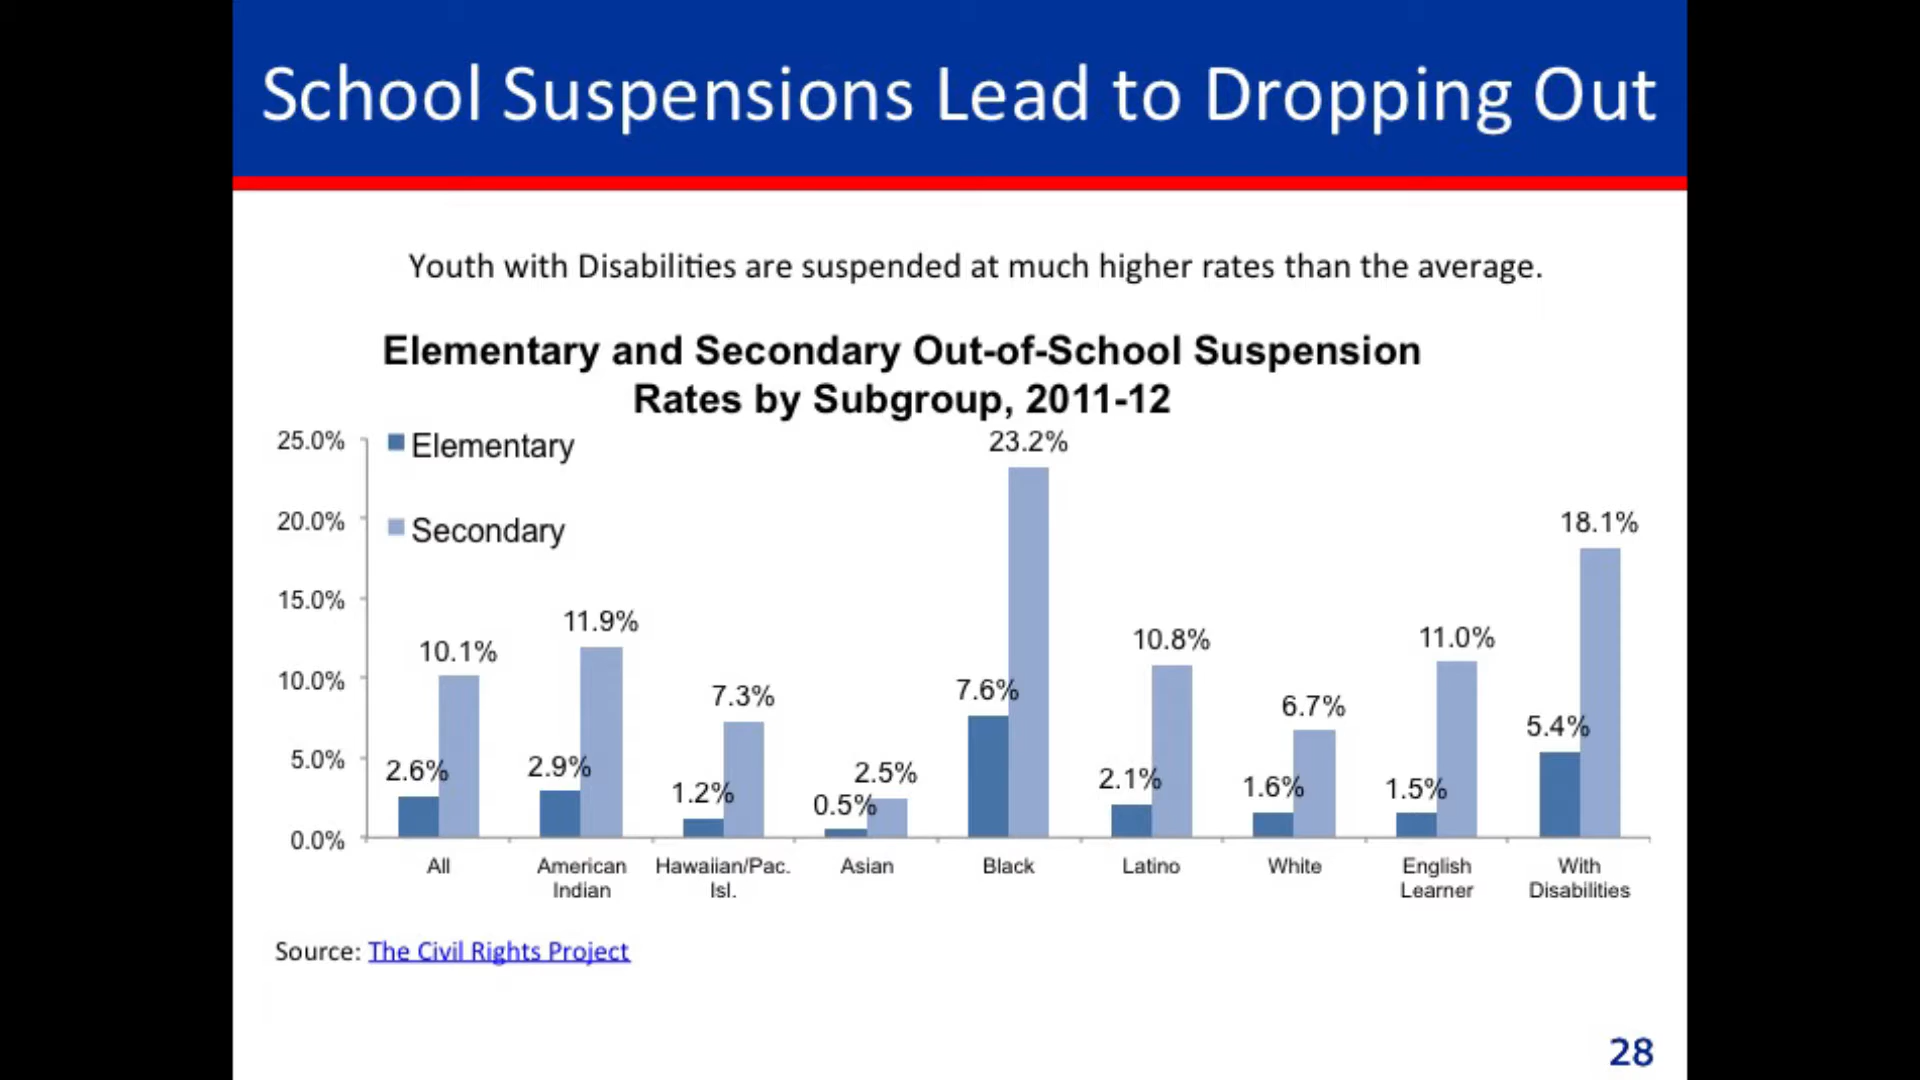 School Suspensions Lead to Dropping Out
Youth with Disabilities are suspended at much higher rates than the average.
Elementary and Secondary Out-of-School Suspension
Rates by Subgroup, 2011-12
25.0%
20.0%
15.0%
10.0%
5.0%
0.0%
Elementary
Secondary
2.6%
10.1%
2.9%
11.9%
1.2%
7.3%
0.5%
2.5%
7.6%
23.2%
2.1%
10.8%
1.6%
6.7%
1.5%
11.0%
5.4%
18.1%
All
American
Indian
Hawaiian/Pac.
Isl.
Asian
Black
Latino
White
English
Learner
With
Disabilities
Source: The Civil Rights Project
28